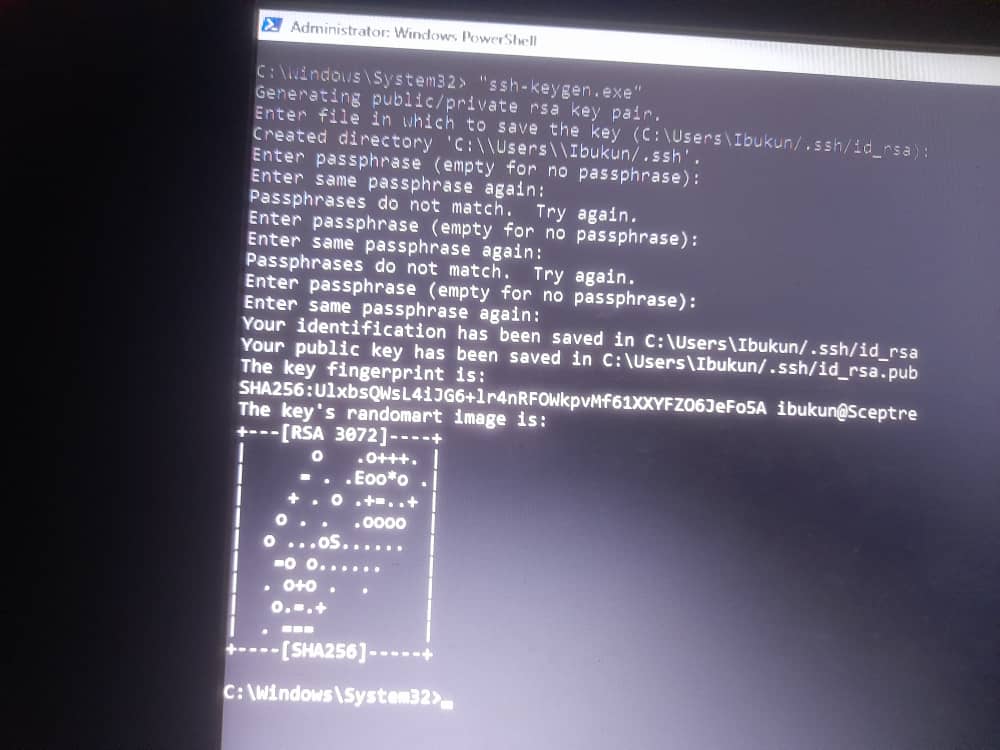 Administrator: Windows PowerShell
C:\Windows\System32> "ssh-keygen.exe"
Generating public/private rsa key pair.
Enter file in which to save the key (C:\Users\Ibukun/.ssh/id_rsa):
Created directory 'C:\\Users\\Ibukun/.ssh'.
Enter passphrase (empty for no passphrase):
Enter same passphrase again:
Passphrases do not match.  Try again.
Enter passphrase (empty for no passphrase):
Enter same passphrase again:
Passphrases do not match.  Try again.
Enter passphrase (empty for no passphrase):
Enter same passphrase again:
Your identification has been saved in C:\Users\Ibukun/.ssh/id_rsa
Your public key has been saved in C:\Users\Ibukun/.ssh/id_rsa.pub
The key fingerprint is:
SHA256:UlxbsQWsL4iJG6+lr4nRFOWkpvMf61XXYFZO6JeFo5A ibukun@Sceptre
The key's randomart image is:
+---[RSA 3072]----+
|      o   .o+++. |
|     = . .Eoo*o .|
|    + . o .+=..+ |
|   o . .  .oooo  |
|  o ...oS......  |
|   =o o......    |
|  . o+o .  .     |
|   o.=.+         |
|  . ===          |
+----[SHA256]-----+
C:\Windows\System32>_